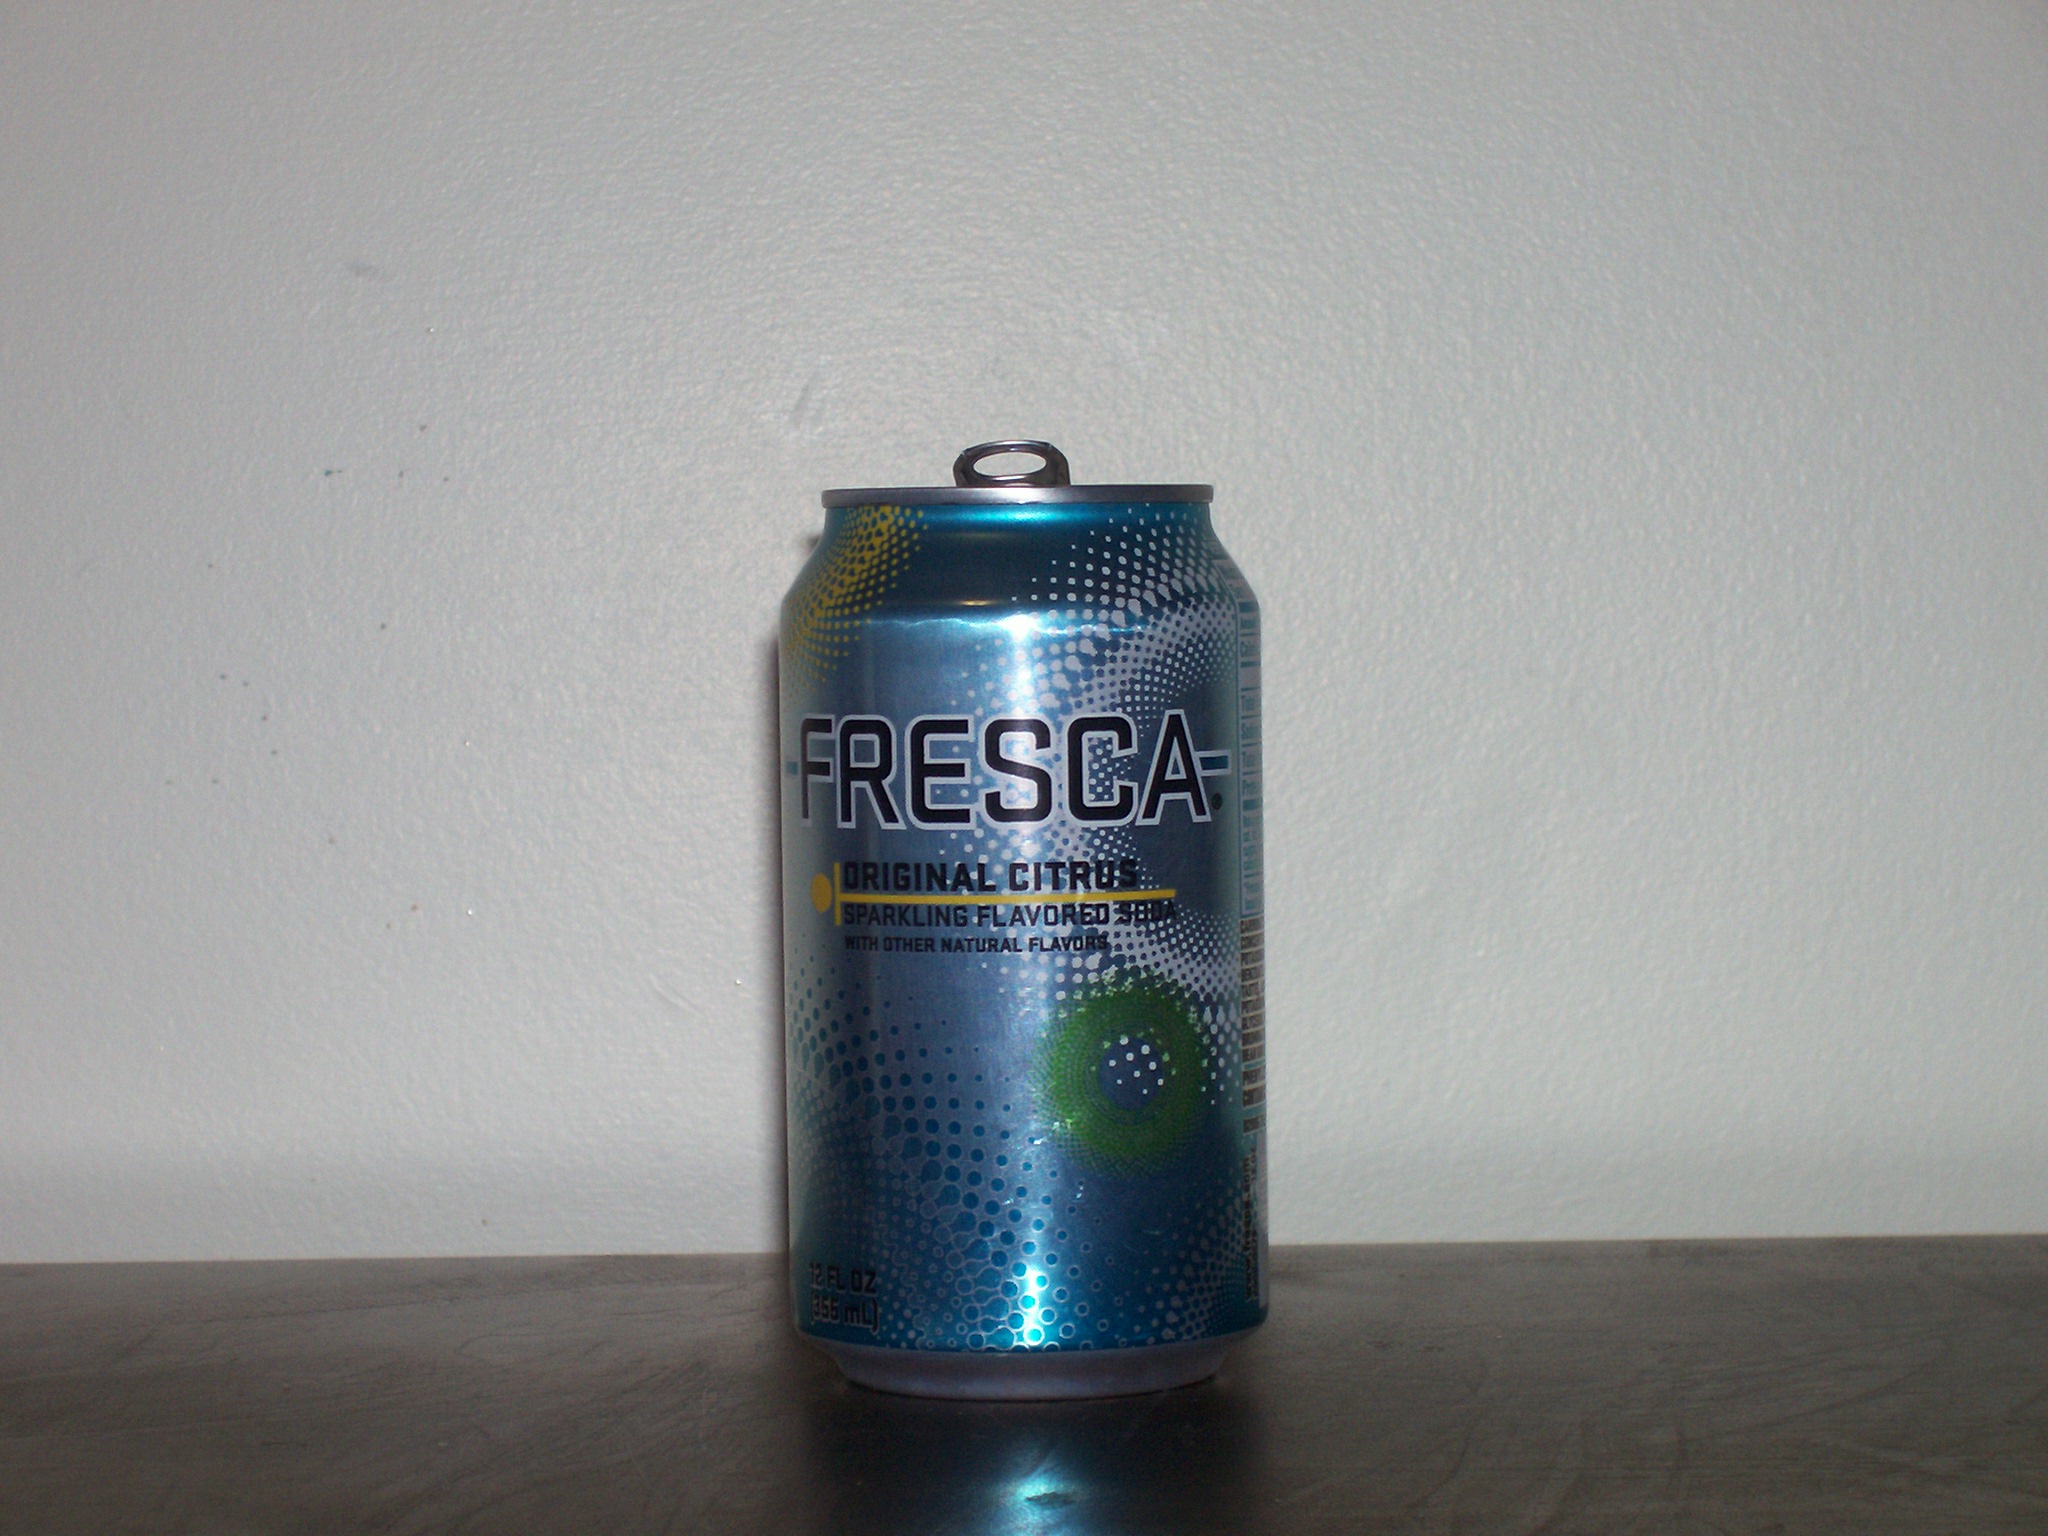 FRESCA
ORIGINAL CITRUS
SPARKLING FLAVORED SODA
WITH OTHER NATURAL FLAVORS
12 FL OZ
(355 mL)